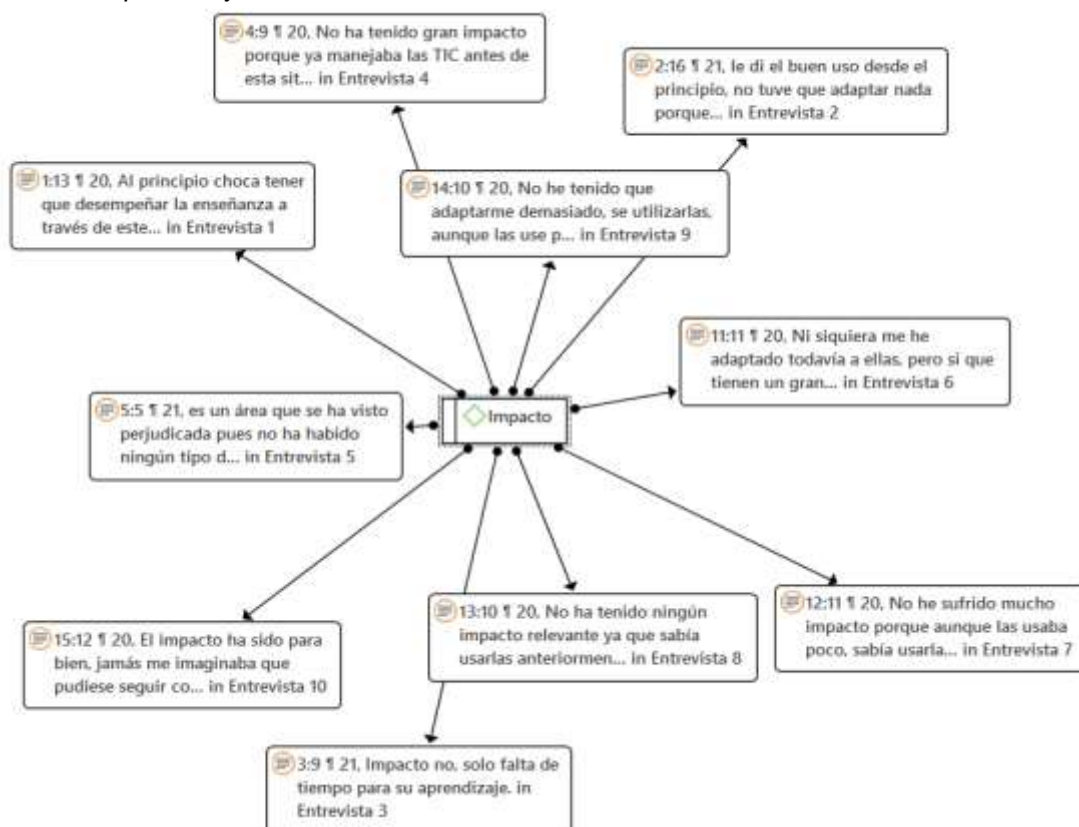 4:9 ¶ 20, No ha tenido gran impacto
porque ya manejaba las TIC antes de
esta sit... in Entrevista 4
2:16 ¶ 21, le di el buen uso desde el
principio, no tuve que adaptar nada
porque... in Entrevista 2
1:13 ¶ 20, Al principio choca tener
que desempeñar la enseñanza a
través de este... in Entrevista 1
14:10 ¶ 20, No he tenido que
adaptarme demasiado, se utilizarlas,
aunque las use p... in Entrevista 9
11:11 ¶ 20, Ni siquiera me he
adaptado todavía a ellas, pero si que
tienen un gran... in Entrevista 6
5:5 ¶ 21, es un área que se ha visto
perjudicada pues no ha habido
ningún tipo d... in Entrevista 5
Impacto
15:12 ¶ 20, El impacto ha sido para
bien, jamás me imaginaba que
pudiese seguir co... in Entrevista 10
13:10 ¶ 20, No ha tenido ningún
impacto relevante ya que sabía
usarlas anteriormen... in Entrevista 8
12:11 ¶ 20, No he sufrido mucho
impacto porque aunque las usaba
poco, sabía usarla... in Entrevista 7
3:9 ¶ 21, Impacto no, solo falta de
tiempo para su aprendizaje. in
Entrevista 3